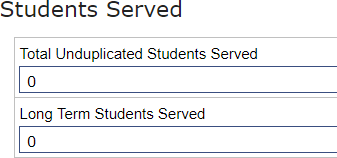 Students Served
Total Unduplicated Students Served
0
Long Term Students Served
0